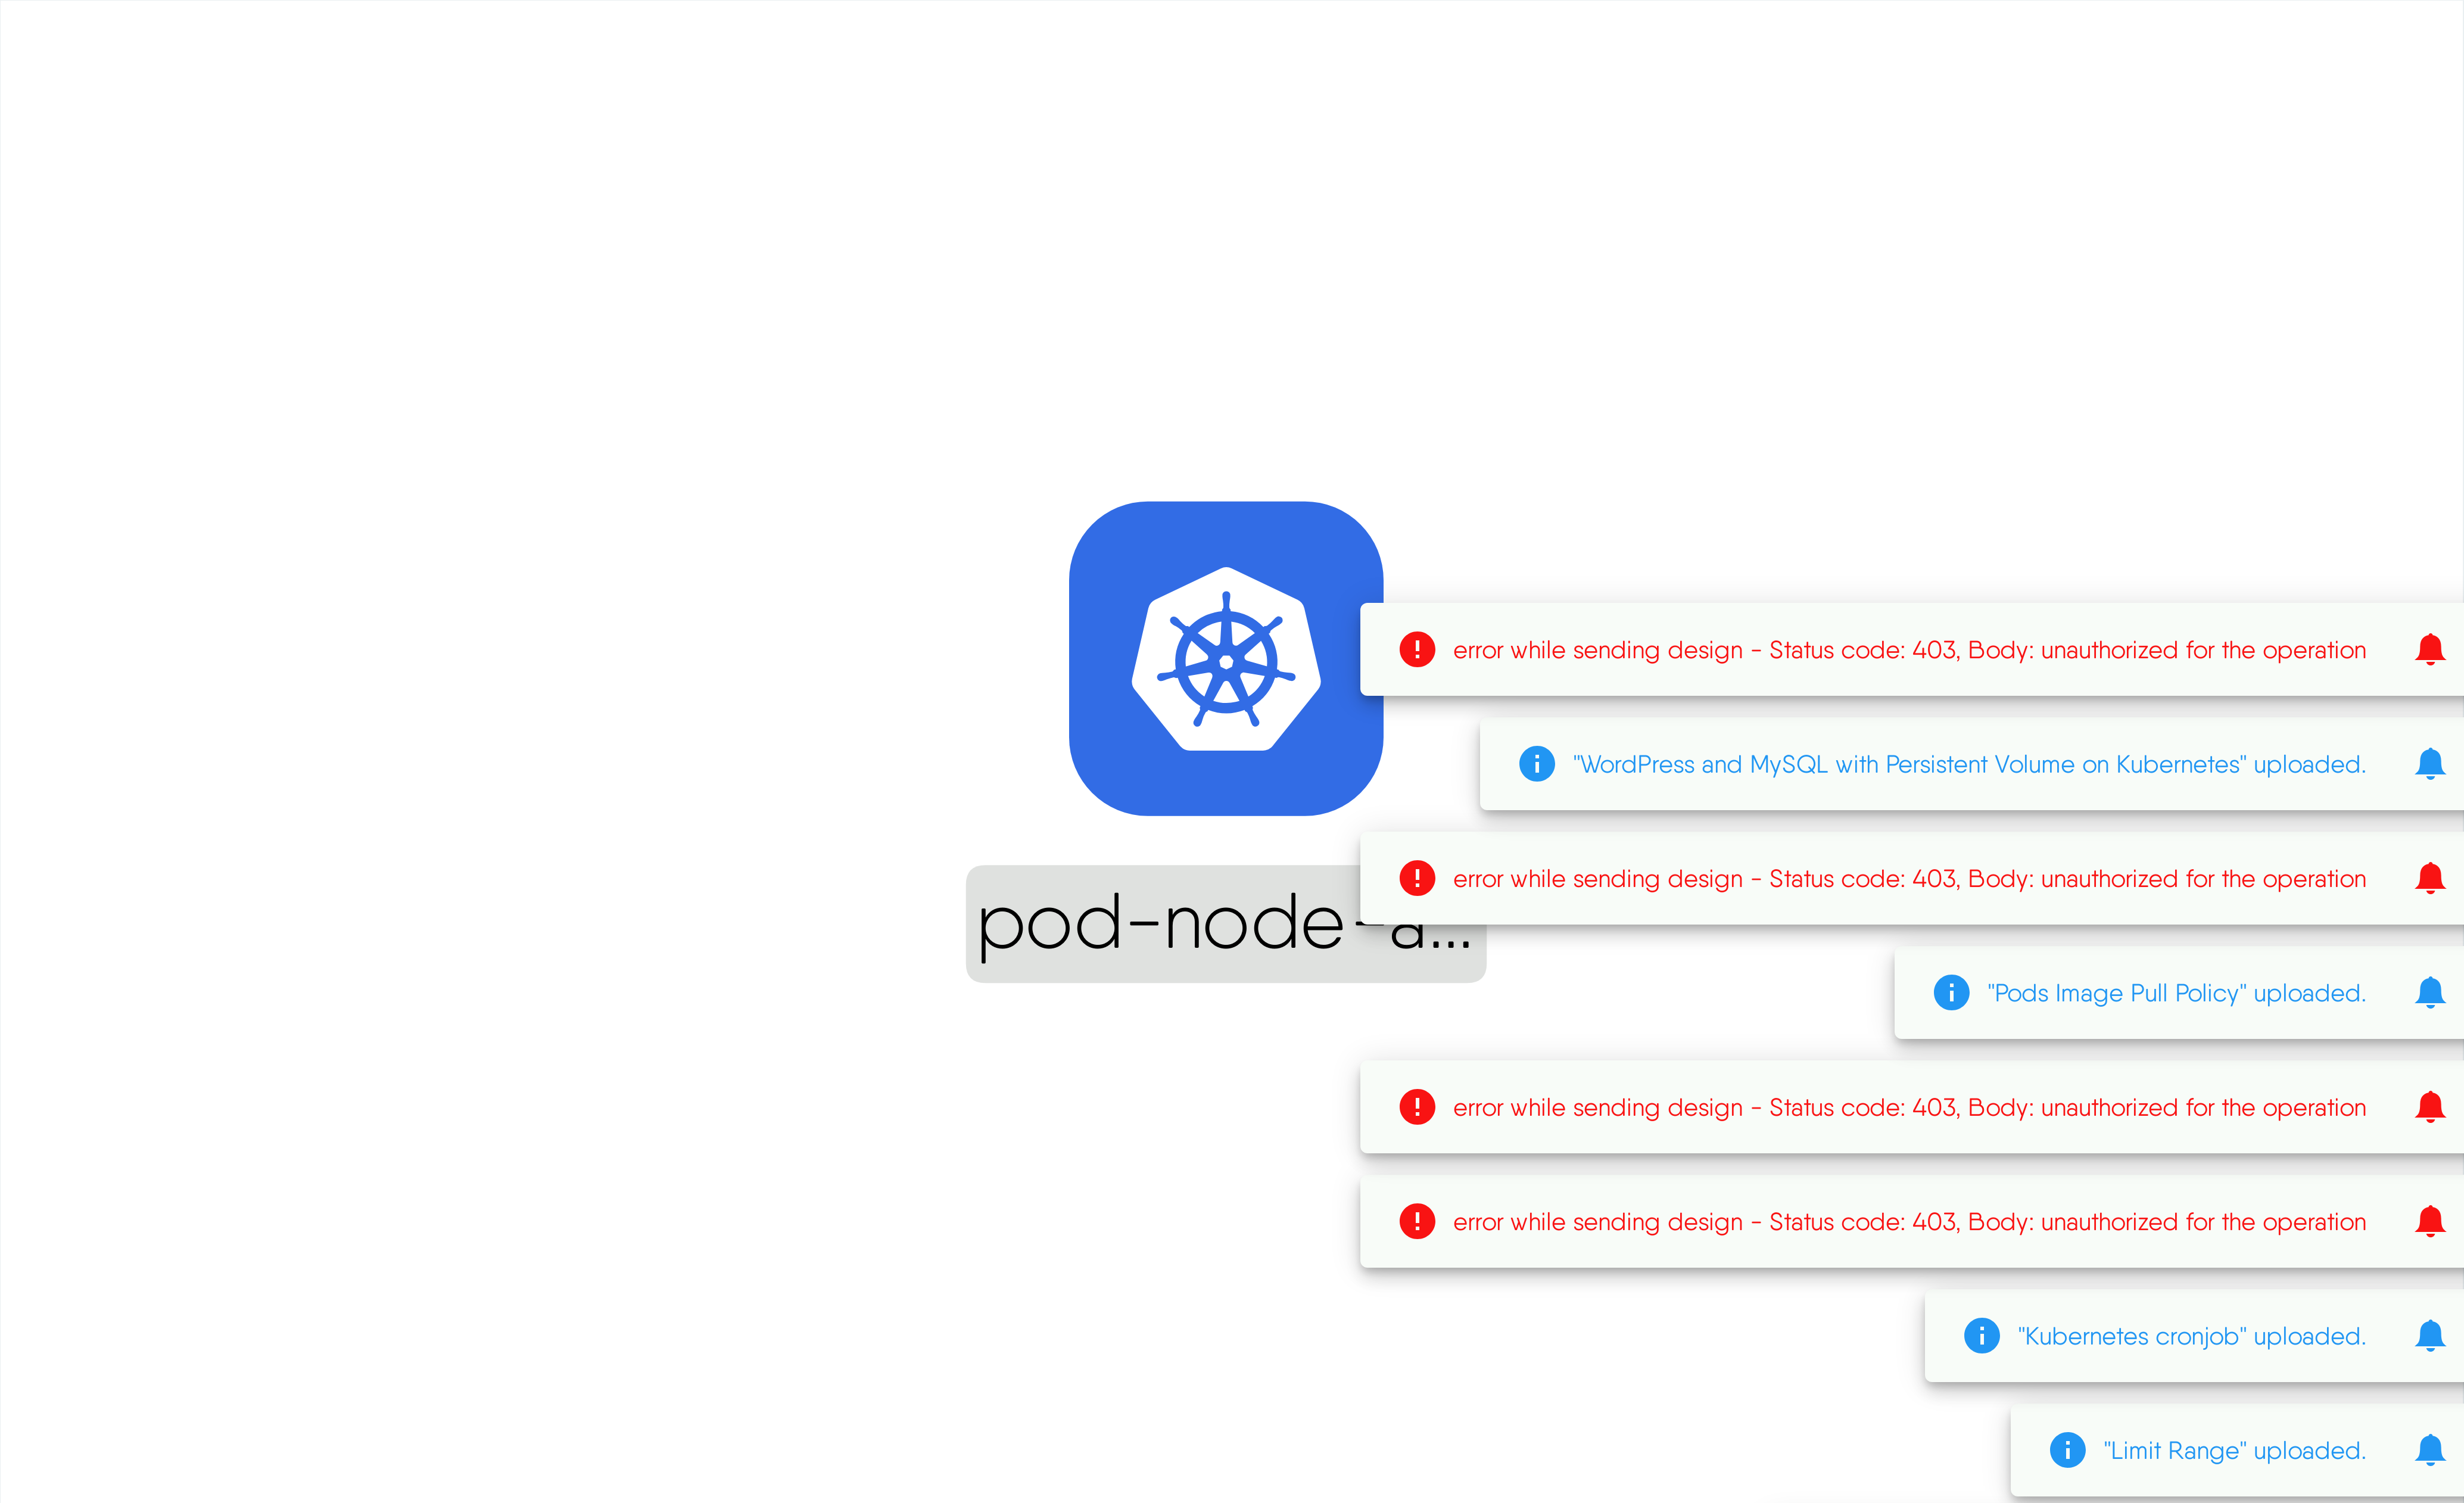 error while sending design - Status code: 403, Body: unauthorized for the operation
"WordPress and MySQL with Persistent Volume on Kubernetes" uploaded.
error while sending design - Status code: 403, Body: unauthorized for the operation
pod-node-a...
"Pods Image Pull Policy" uploaded.
error while sending design - Status code: 403, Body: unauthorized for the operation
error while sending design - Status code: 403, Body: unauthorized for the operation
"Kubernetes cronjob" uploaded.
"Limit Range" uploaded.